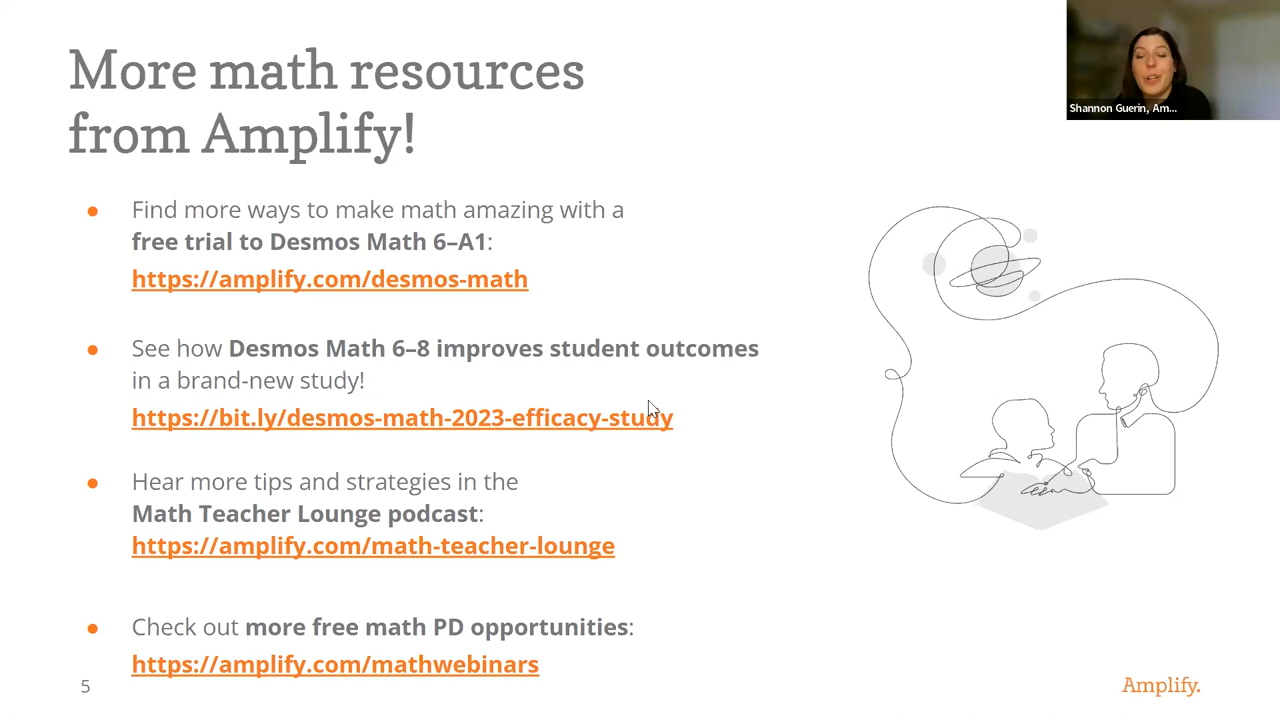 More math resources
from Amplify!
Shannon Guerin, Am...
● Find more ways to make math amazing with a
free trial to Desmos Math 6–A1:
https://amplify.com/desmos-math
● See how Desmos Math 6–8 improves student outcomes
in a brand-new study!
https://bit.ly/desmos-math-2023-efficacy-study
● Hear more tips and strategies in the
Math Teacher Lounge podcast:
https://amplify.com/math-teacher-lounge
● Check out more free math PD opportunities:
https://amplify.com/mathwebinars
5
Amplify.